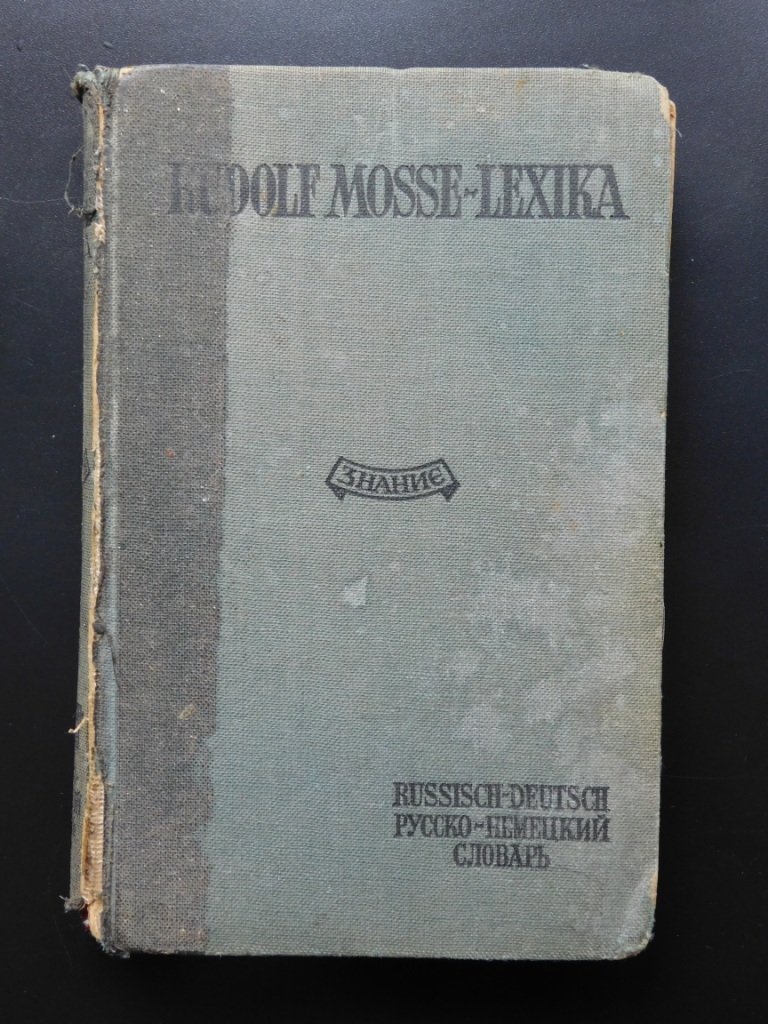 RUDOLF MOSSE-LEXIKA
ЗНАНИЕ
RUSSISCH-DEUTSCH
РУССКО-НЕМЕЦКИЙ
СЛОВАРЬ